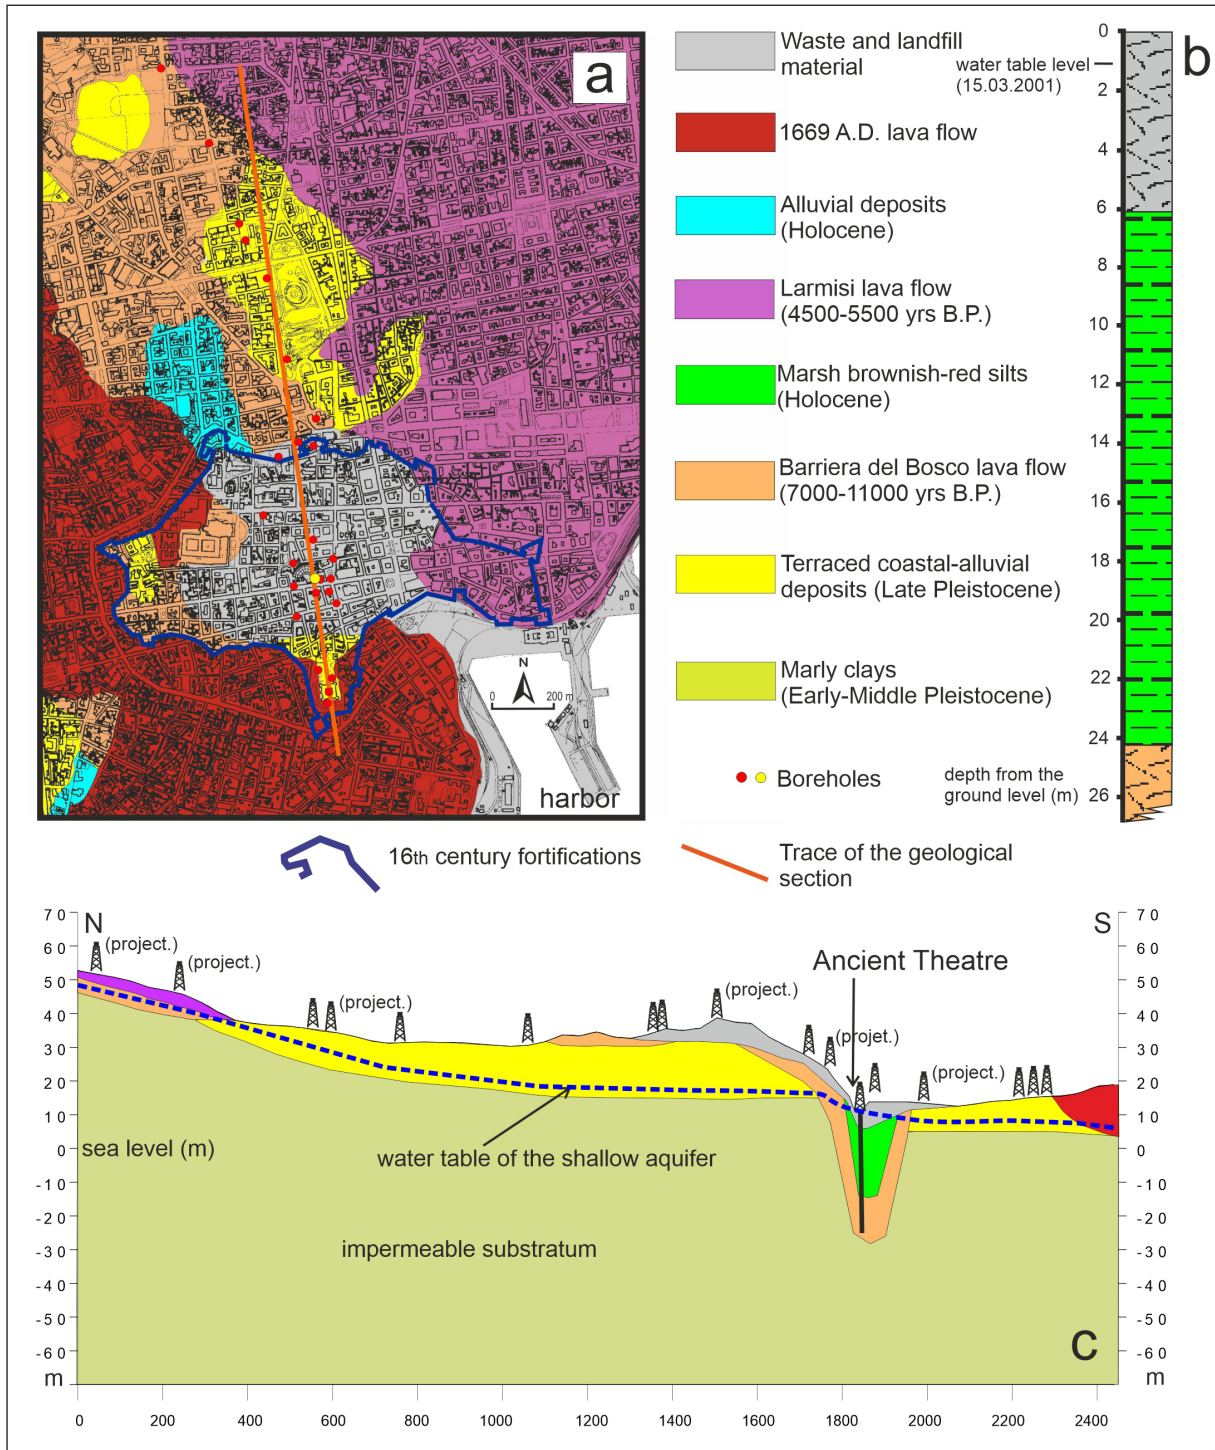 a
N
0
200 m
harbor
Waste and landfill
material
1669 A.D. lava flow
Alluvial deposits
(Holocene)
Larmisi lava flow
(4500-5500 yrs B.P.)
Marsh brownish-red silts
(Holocene)
Barriera del Bosco lava flow
(7000-11000 yrs B.P.)
Terraced coastal-alluvial
deposits (Late Pleistocene)
Marly clays
(Early-Middle Pleistocene)
Boreholes
b
water table level
(15.03.2001)
0
2
4
6
8
10
12
14
16
18
20
22
24
26
depth from the
ground level (m)
16th century fortifications
Trace of the geological
section
N
S
70
60
50
40
30
20
10
0
-10
-20
-30
-40
-50
-60
m
(project.)
(project.)
(project.)
(project.)
(projet.)
(project.)
Ancient Theatre
sea level (m)
water table of the shallow aquifer
impermeable substratum
c
70
60
50
40
30
20
10
0
-10
-20
-30
-40
-50
-60
m
0 200 400 600 800 1000 1200 1400 1600 1800 2000 2200 2400